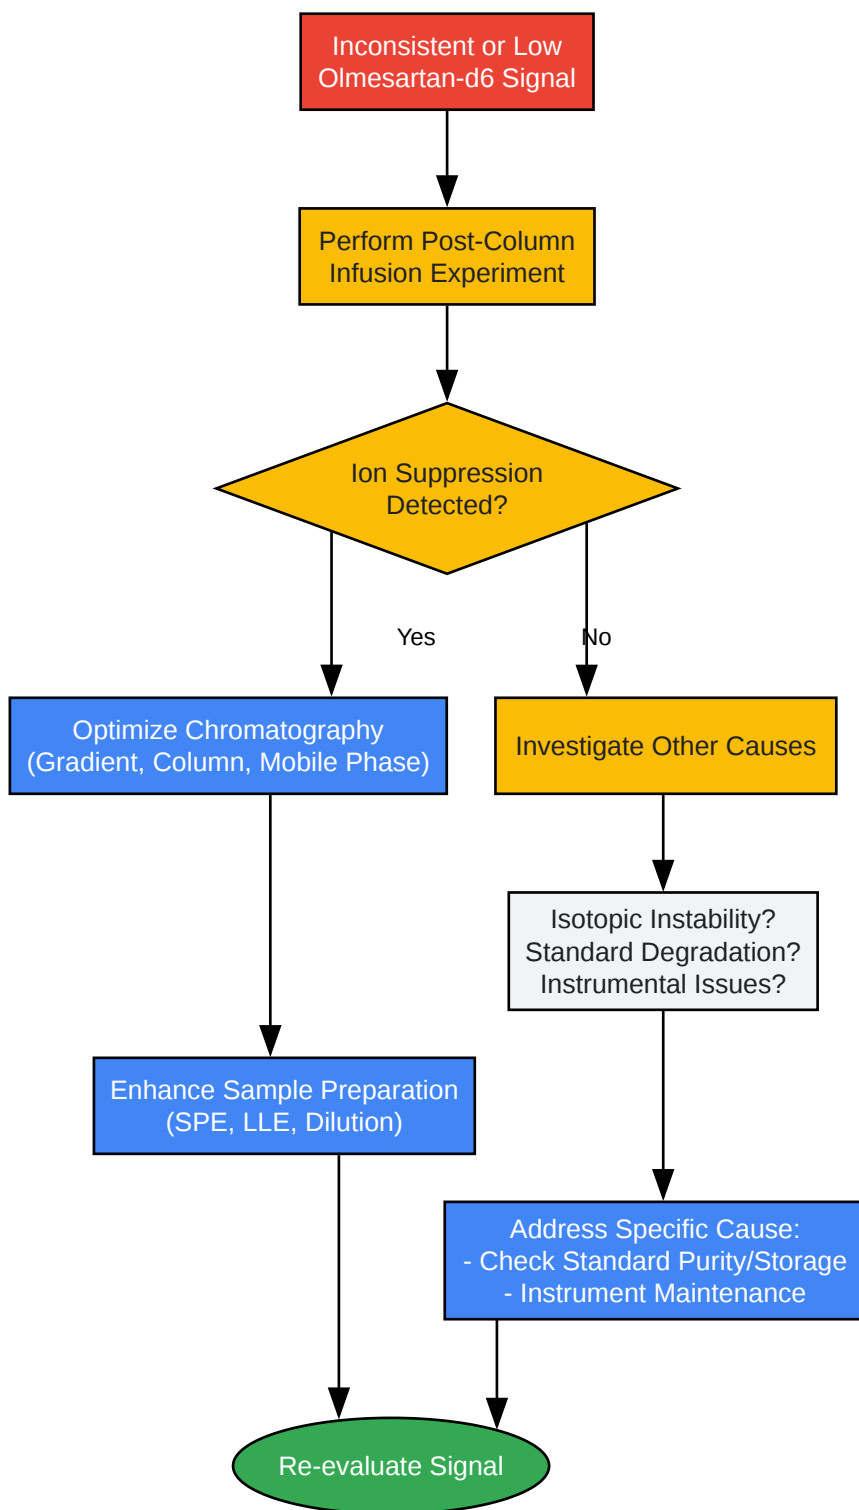 Inconsistent or Low
Olmesartan-d6 Signal
Perform Post-Column
Infusion Experiment
Ion Suppression
Detected?
Yes
No
Optimize Chromatography
(Gradient, Column, Mobile Phase)
Investigate Other Causes
Isotopic Instability?
Standard Degradation?
Instrumental Issues?
Enhance Sample Preparation
(SPE, LLE, Dilution)
Address Specific Cause:
- Check Standard Purity/Storage
- Instrument Maintenance
Re-evaluate Signal